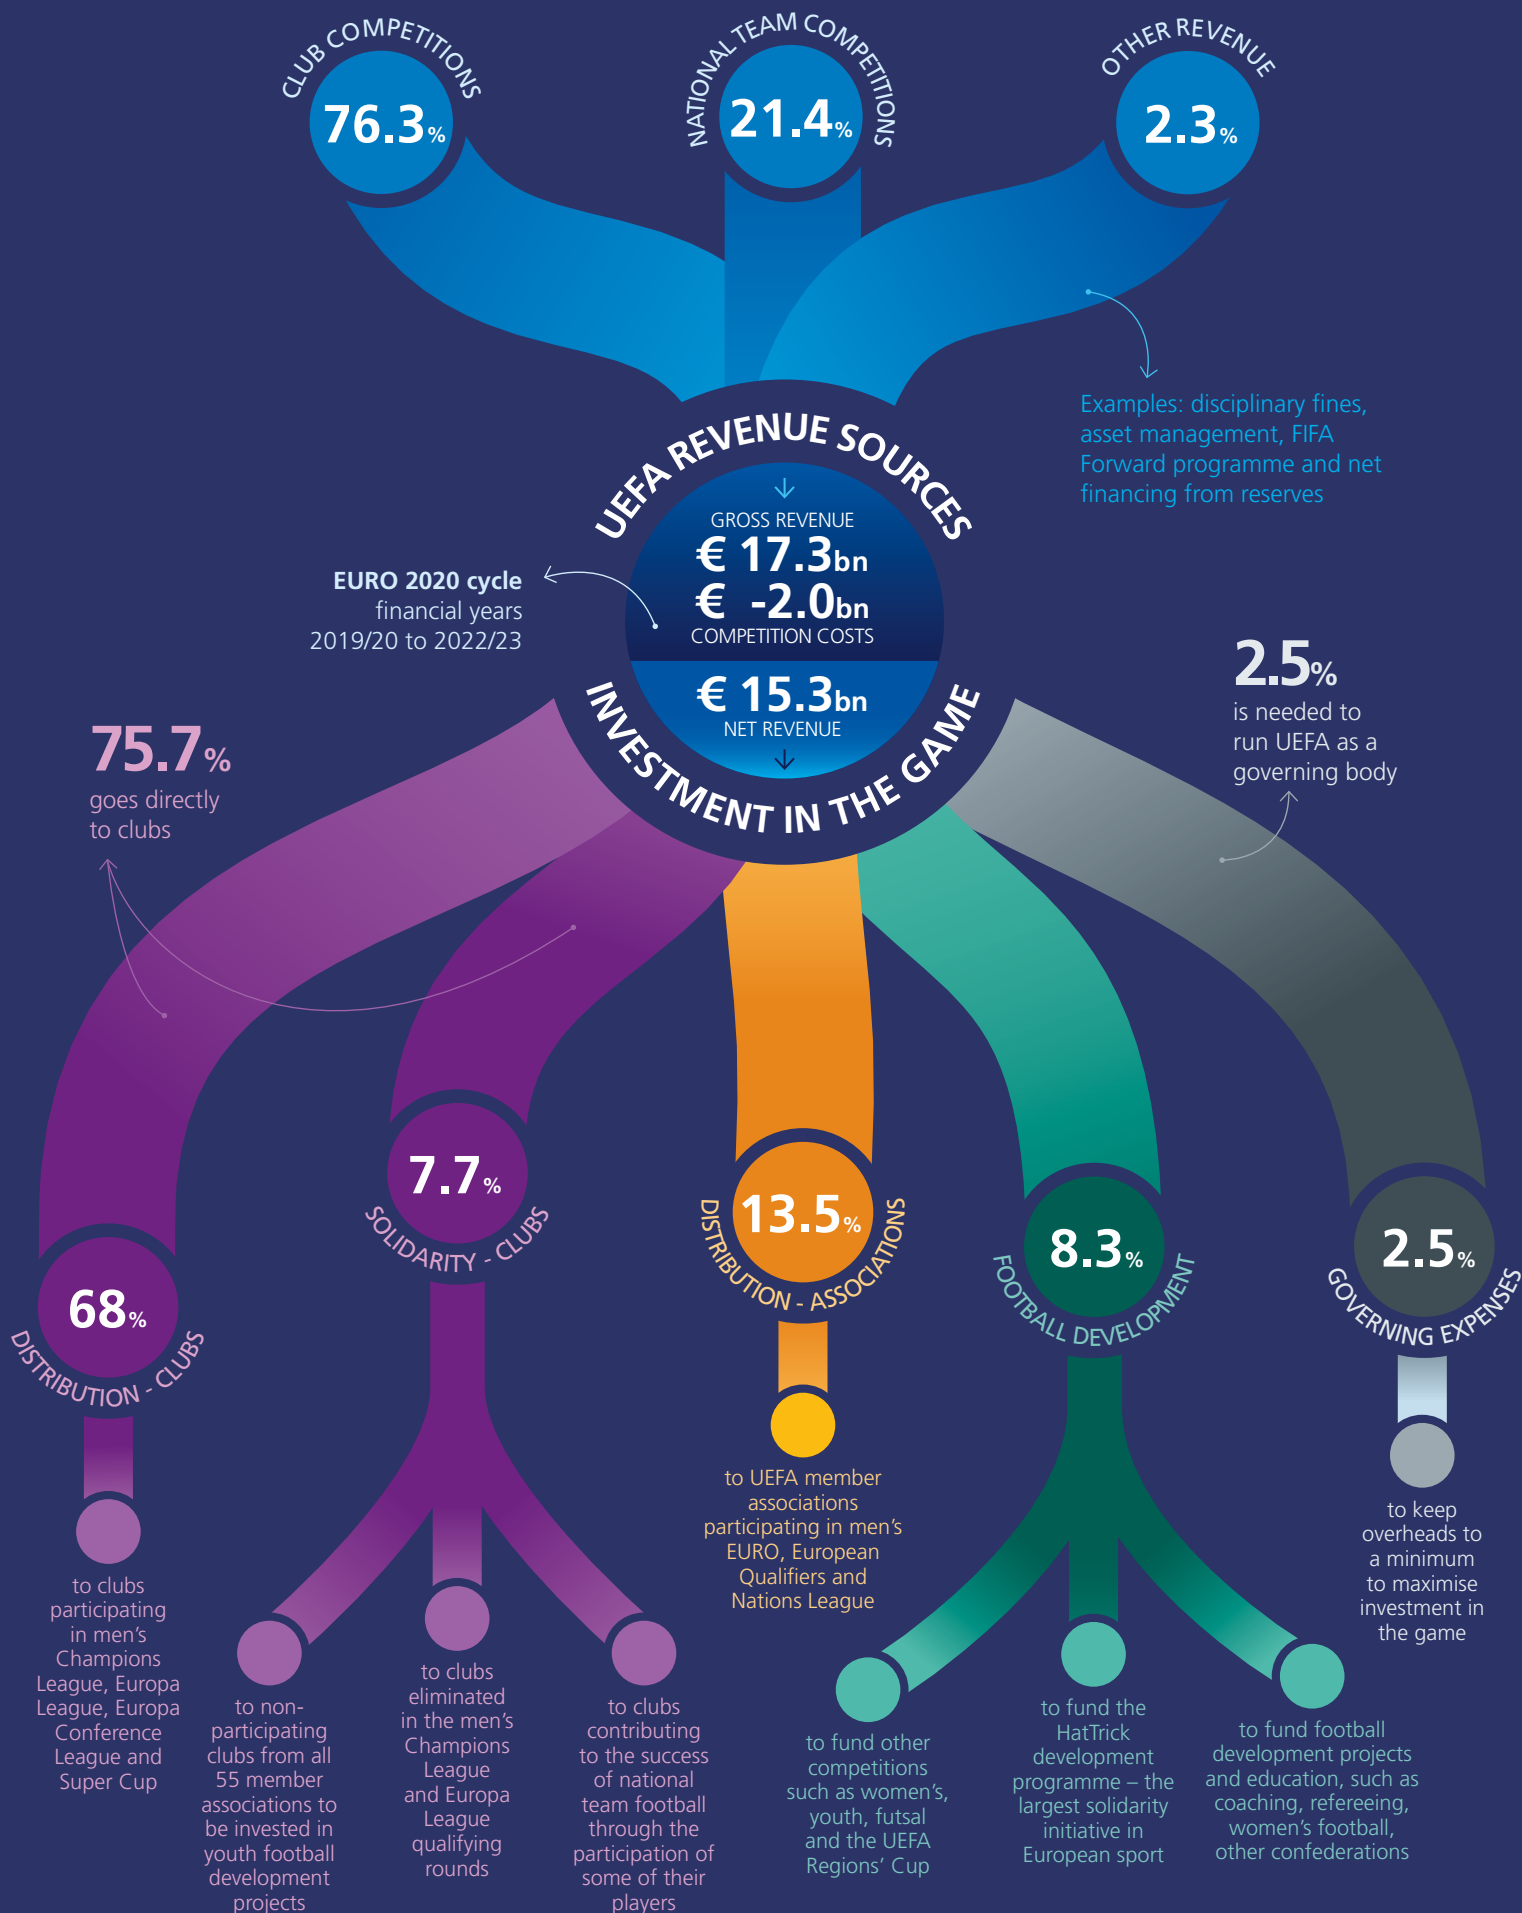 CLUB COMPETITIONS
76.3%
NATIONAL TEAM COMPETITIONS
21.4%
OTHER REVENUE
2.3%
Examples: disciplinary fines,
asset management, FIFA
Forward programme and net
financing from reserves
UEFA REVENUE SOURCES
GROSS REVENUE
€ 17.3bn
€ -2.0bn
COMPETITION COSTS
€ 15.3bn
NET REVENUE
INVESTMENT IN THE GAME
EURO 2020 cycle
financial years
2019/20 to 2022/23
75.7%
goes directly
to clubs
2.5%
is needed to
run UEFA as a
governing body
68%
DISTRIBUTION - CLUBS
to clubs
participating
in men's
Champions
League, Europa
League, Europa
Conference
League and
Super Cup
7.7%
SOLIDARITY - CLUBS
to non-
participating
clubs from all
55 member
associations to
be invested in
youth football
development
projects
to clubs
eliminated
in the men's
Champions
League
and Europa
League
qualifying
rounds
to clubs
contributing
to the success
of national
team football
through the
participation of
some of their
players
13.5%
DISTRIBUTION - ASSOCIATIONS
to UEFA member
associations
participating in men's
EURO, European
Qualifiers and
Nations League
8.3%
FOOTBALL DEVELOPMENT
to fund other
competitions
such as women's,
youth, futsal
and the UEFA
Regions' Cup
to fund the
HatTrick
development
programme – the
largest solidarity
initiative in
European sport
to fund football
development projects
and education, such as
coaching, refereeing,
women's football,
other confederations
2.5%
GOVERNING EXPENSES
to keep
overheads to
a minimum
to maximise
investment in
the game